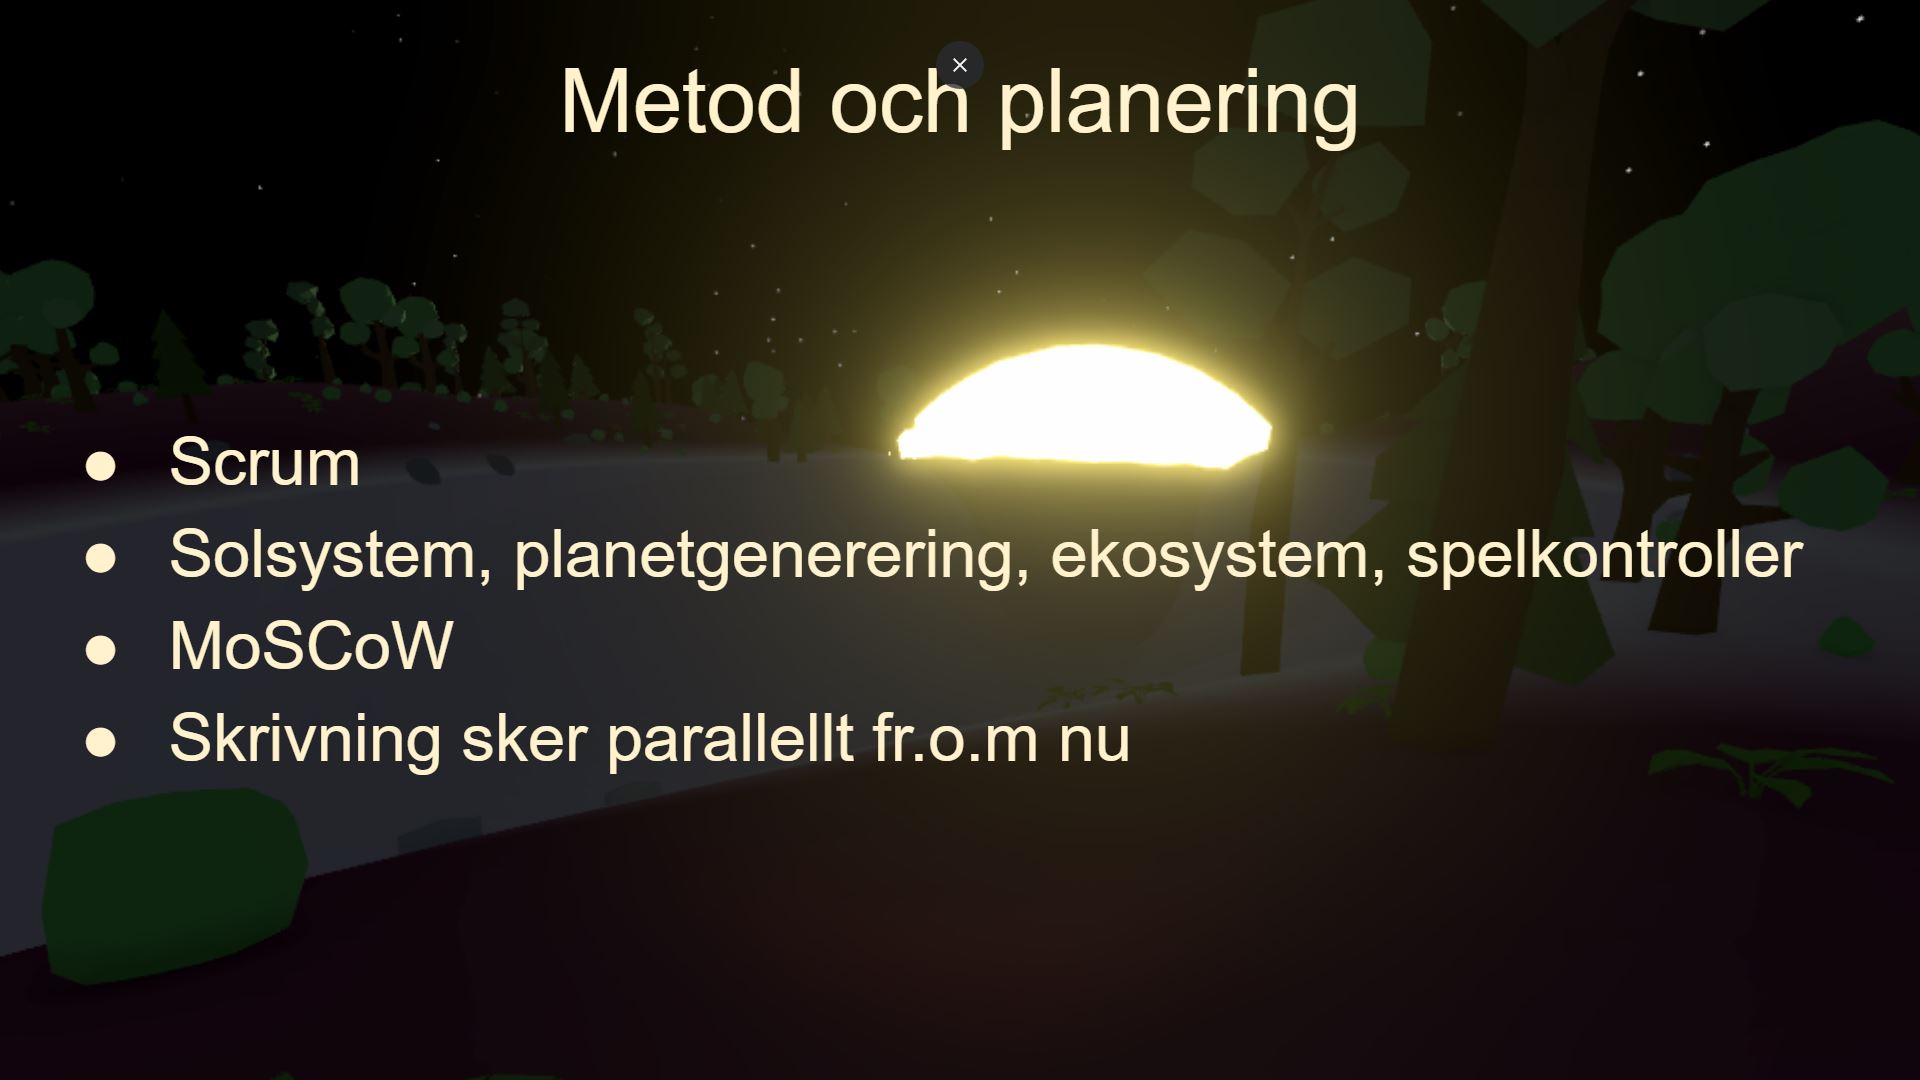 Metod och planering
● Scrum
● Solsystem, planetgenerering, ekosystem, spelkontroller
● MoSCoW
● Skrivning sker parallellt fr.o.m nu